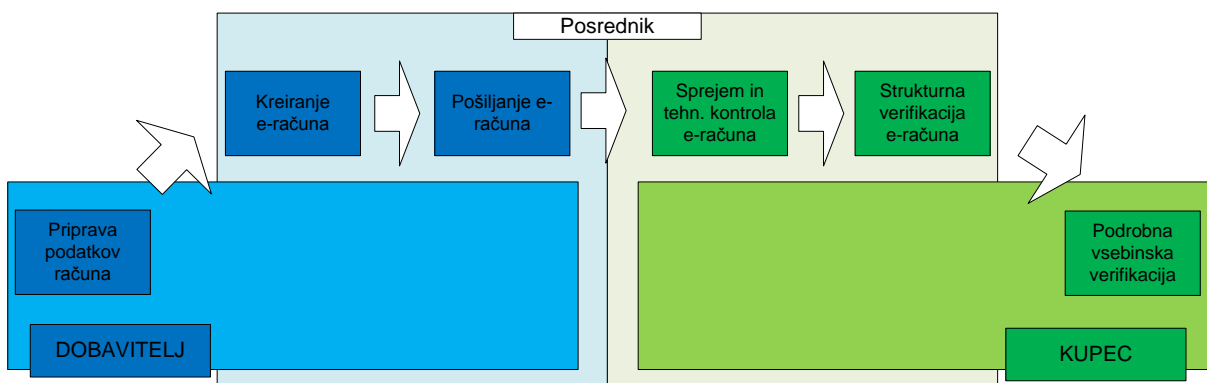 Posrednik
Kreiranje
e-računa
Pošiljanje e-
računa
Sprejem in
tehn. kontrola
e-računa
Strukturna
verifikacija
e-računa
Priprava
podatkov
računa
Podrobna
vsebinska
verifikacija
DOBAVITELJ
KUPEC